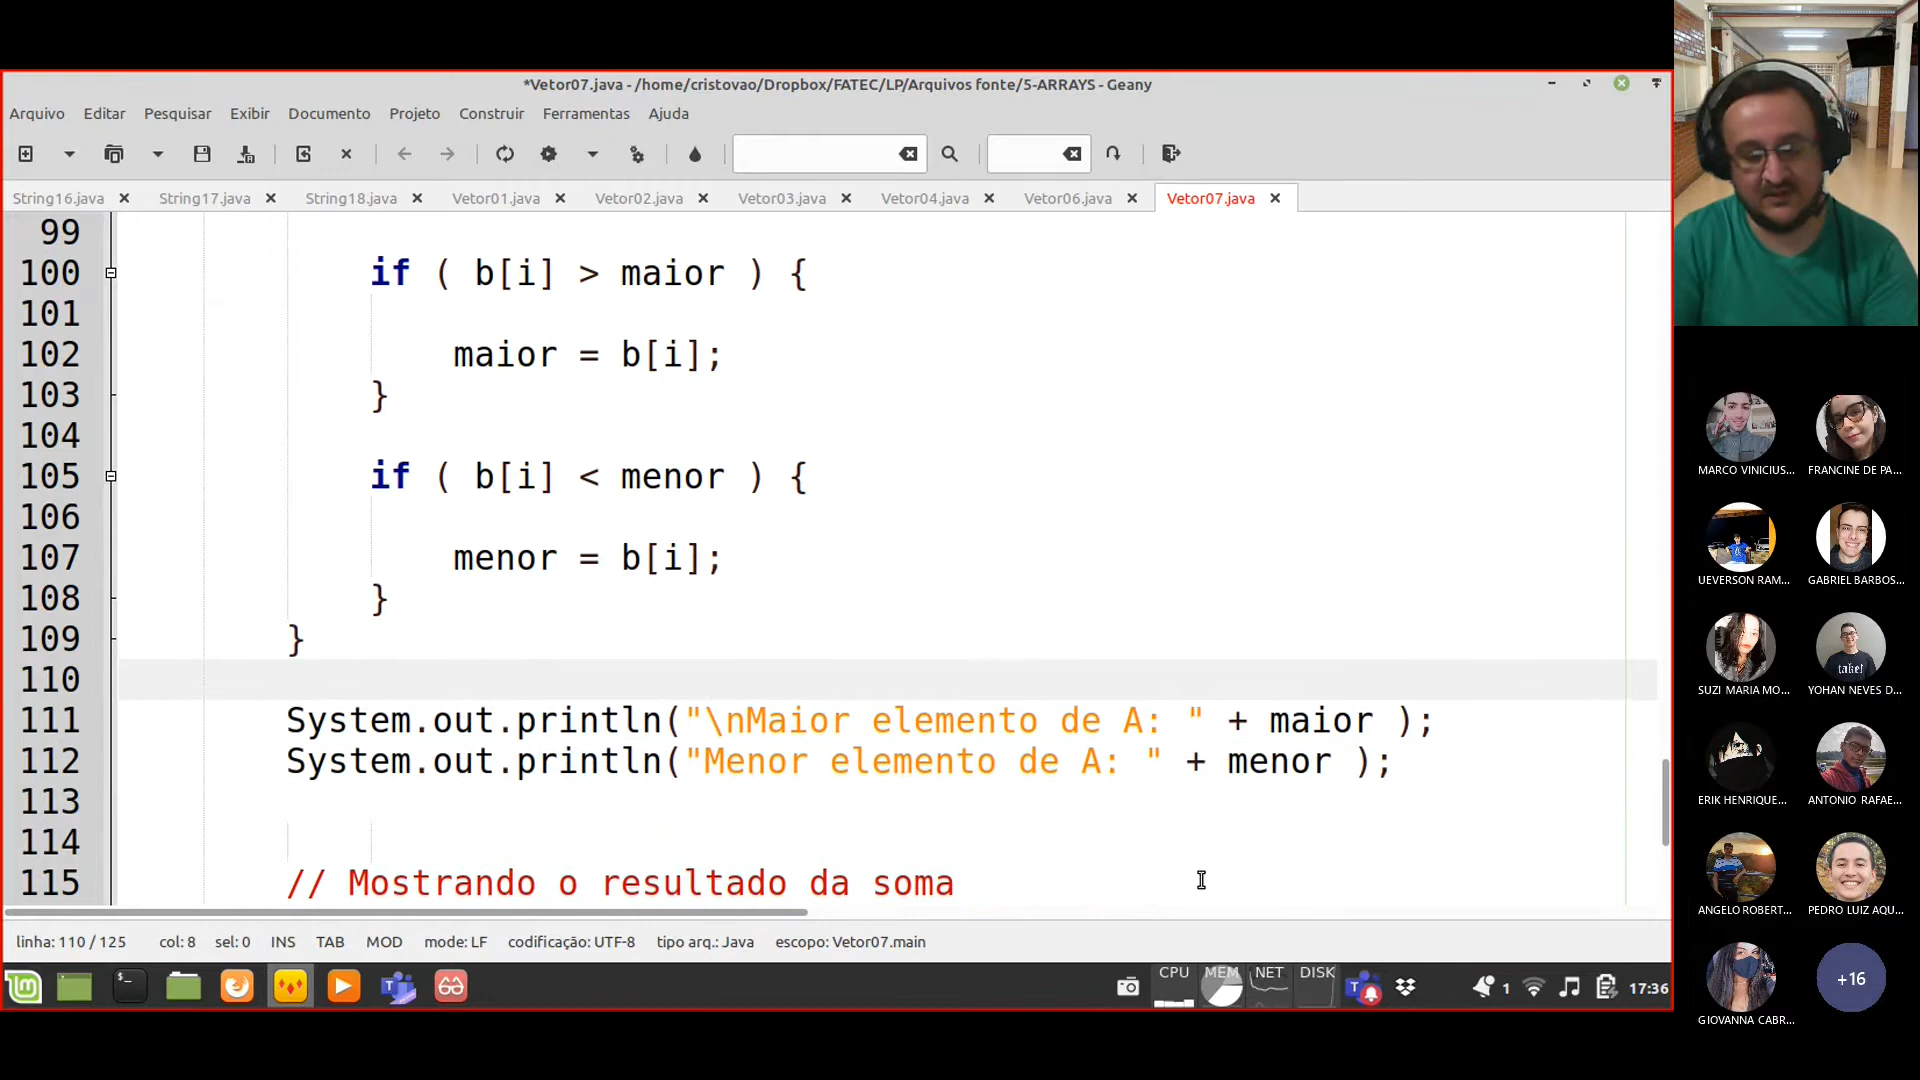 *Vetor07.java - /home/cristovao/Dropbox/FATEC/LP/Arquivos fonte/5-ARRAYS - Geany
Arquivo Editar Pesquisar Exibir Documento Projeto Construir Ferramentas Ajuda
String16.java String17.java String18.java Vetor01.java Vetor02.java Vetor03.java Vetor04.java Vetor06.java Vetor07.java
99
100 if ( b[i] > maior ) {
101
102 maior = b[i];
103 }
104
105 if ( b[i] < menor ) {
106
107 menor = b[i];
108 }
109 }
110
111 System.out.println("\nMaior elemento de A: " + maior );
112 System.out.println("Menor elemento de A: " + menor );
113
114
115 // Mostrando o resultado da soma
linha: 110 / 125 col: 8 sel: 0 INS TAB MOD mode: LF codificação: UTF-8 tipo arq.: Java escopo: Vetor07.main
CPU MEM NET DISK
1 17:36
MARCO VINICIUS... FRANCINE DE PA...
UEVERSON RAM... GABRIEL BARBOS...
takei
SUZI MARIA MO... YOHAN NEVES D...
ERIK HENRIQUE... ANTONIO RAFAE...
ANGELO ROBERT... PEDRO LUIZ AQU...
+16
GIOVANNA CABR...